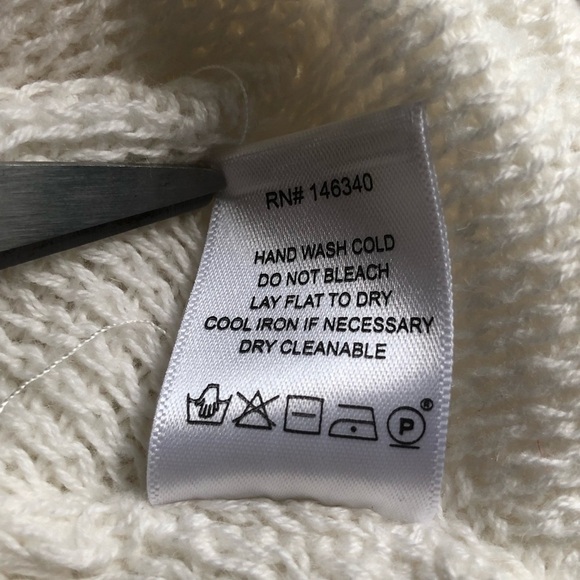 RN# 146340
HAND WASH COLD
DO NOT BLEACH
LAY FLAT TO DRY
COOL IRON IF NECESSARY
DRY CLEANABLE
P ®